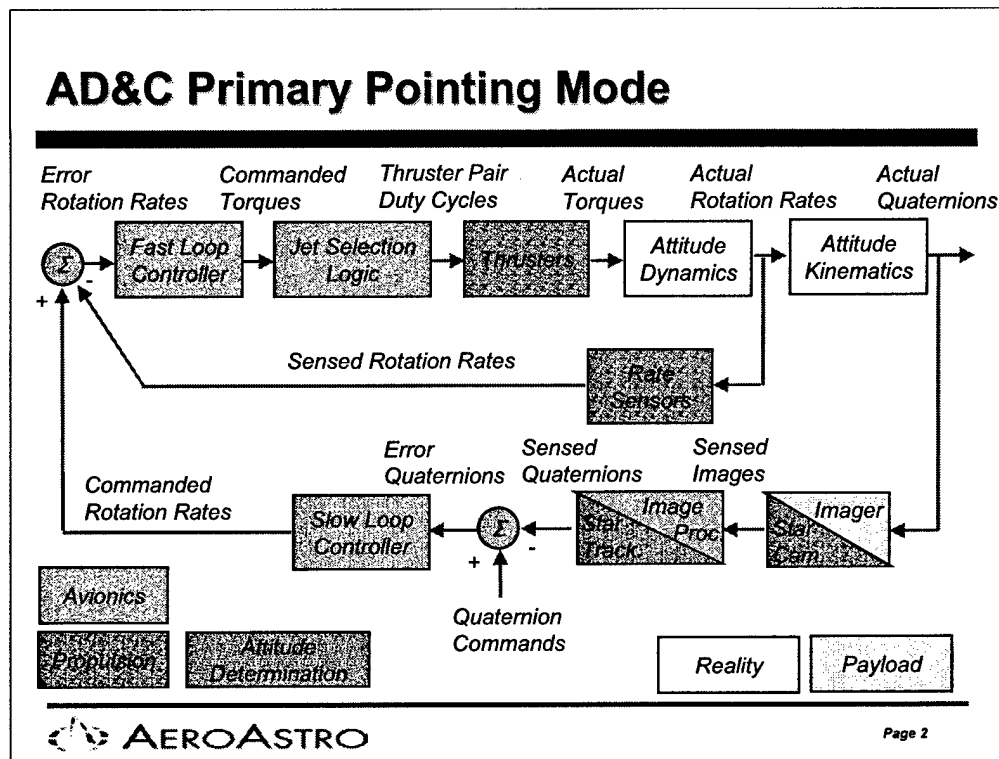 AD&C Primary Pointing Mode
Error
Rotation Rates
Commanded
Torques
Thruster Pair
Duty Cycles
Actual
Torques
Actual
Rotation Rates
Actual
Quaternions
Σ
+
-
Fast Loop
Controller
Jet Selection
Logic
Thrusters
Attitude
Dynamics
Attitude
Kinematics
Sensed Rotation Rates
Rate
Sensors
Commanded
Rotation Rates
Error
Quaternions
Sensed
Quaternions
Sensed
Images
Slow Loop
Controller
Σ
+
-
Image
Proc
Star
Track.
Imager
Star
Cam.
Quaternion
Commands
Avionics
Propulsion
Attitude
Determination
Reality
Payload
AEROASTRO
Page 2